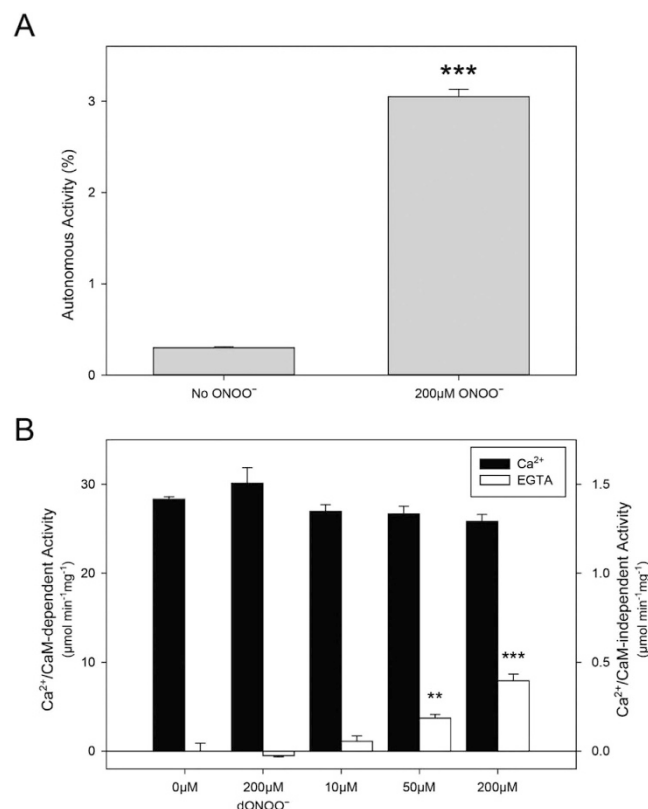 A
Autonomous Activity (%)
3
2
1
0
***
No ONOO⁻
200µM ONOO⁻
B
Ca²⁺/CaM-dependent Activity
(µmol min⁻¹mg⁻¹)
30
28
10
0
Ca²⁺
EGTA
**
***
1.5
1.4
0.5
0.0
Ca²⁺/CaM-independent Activity
(µmol min⁻¹mg⁻¹)
0µM
200µM
dONOO⁻
10µM
50µM
200µM